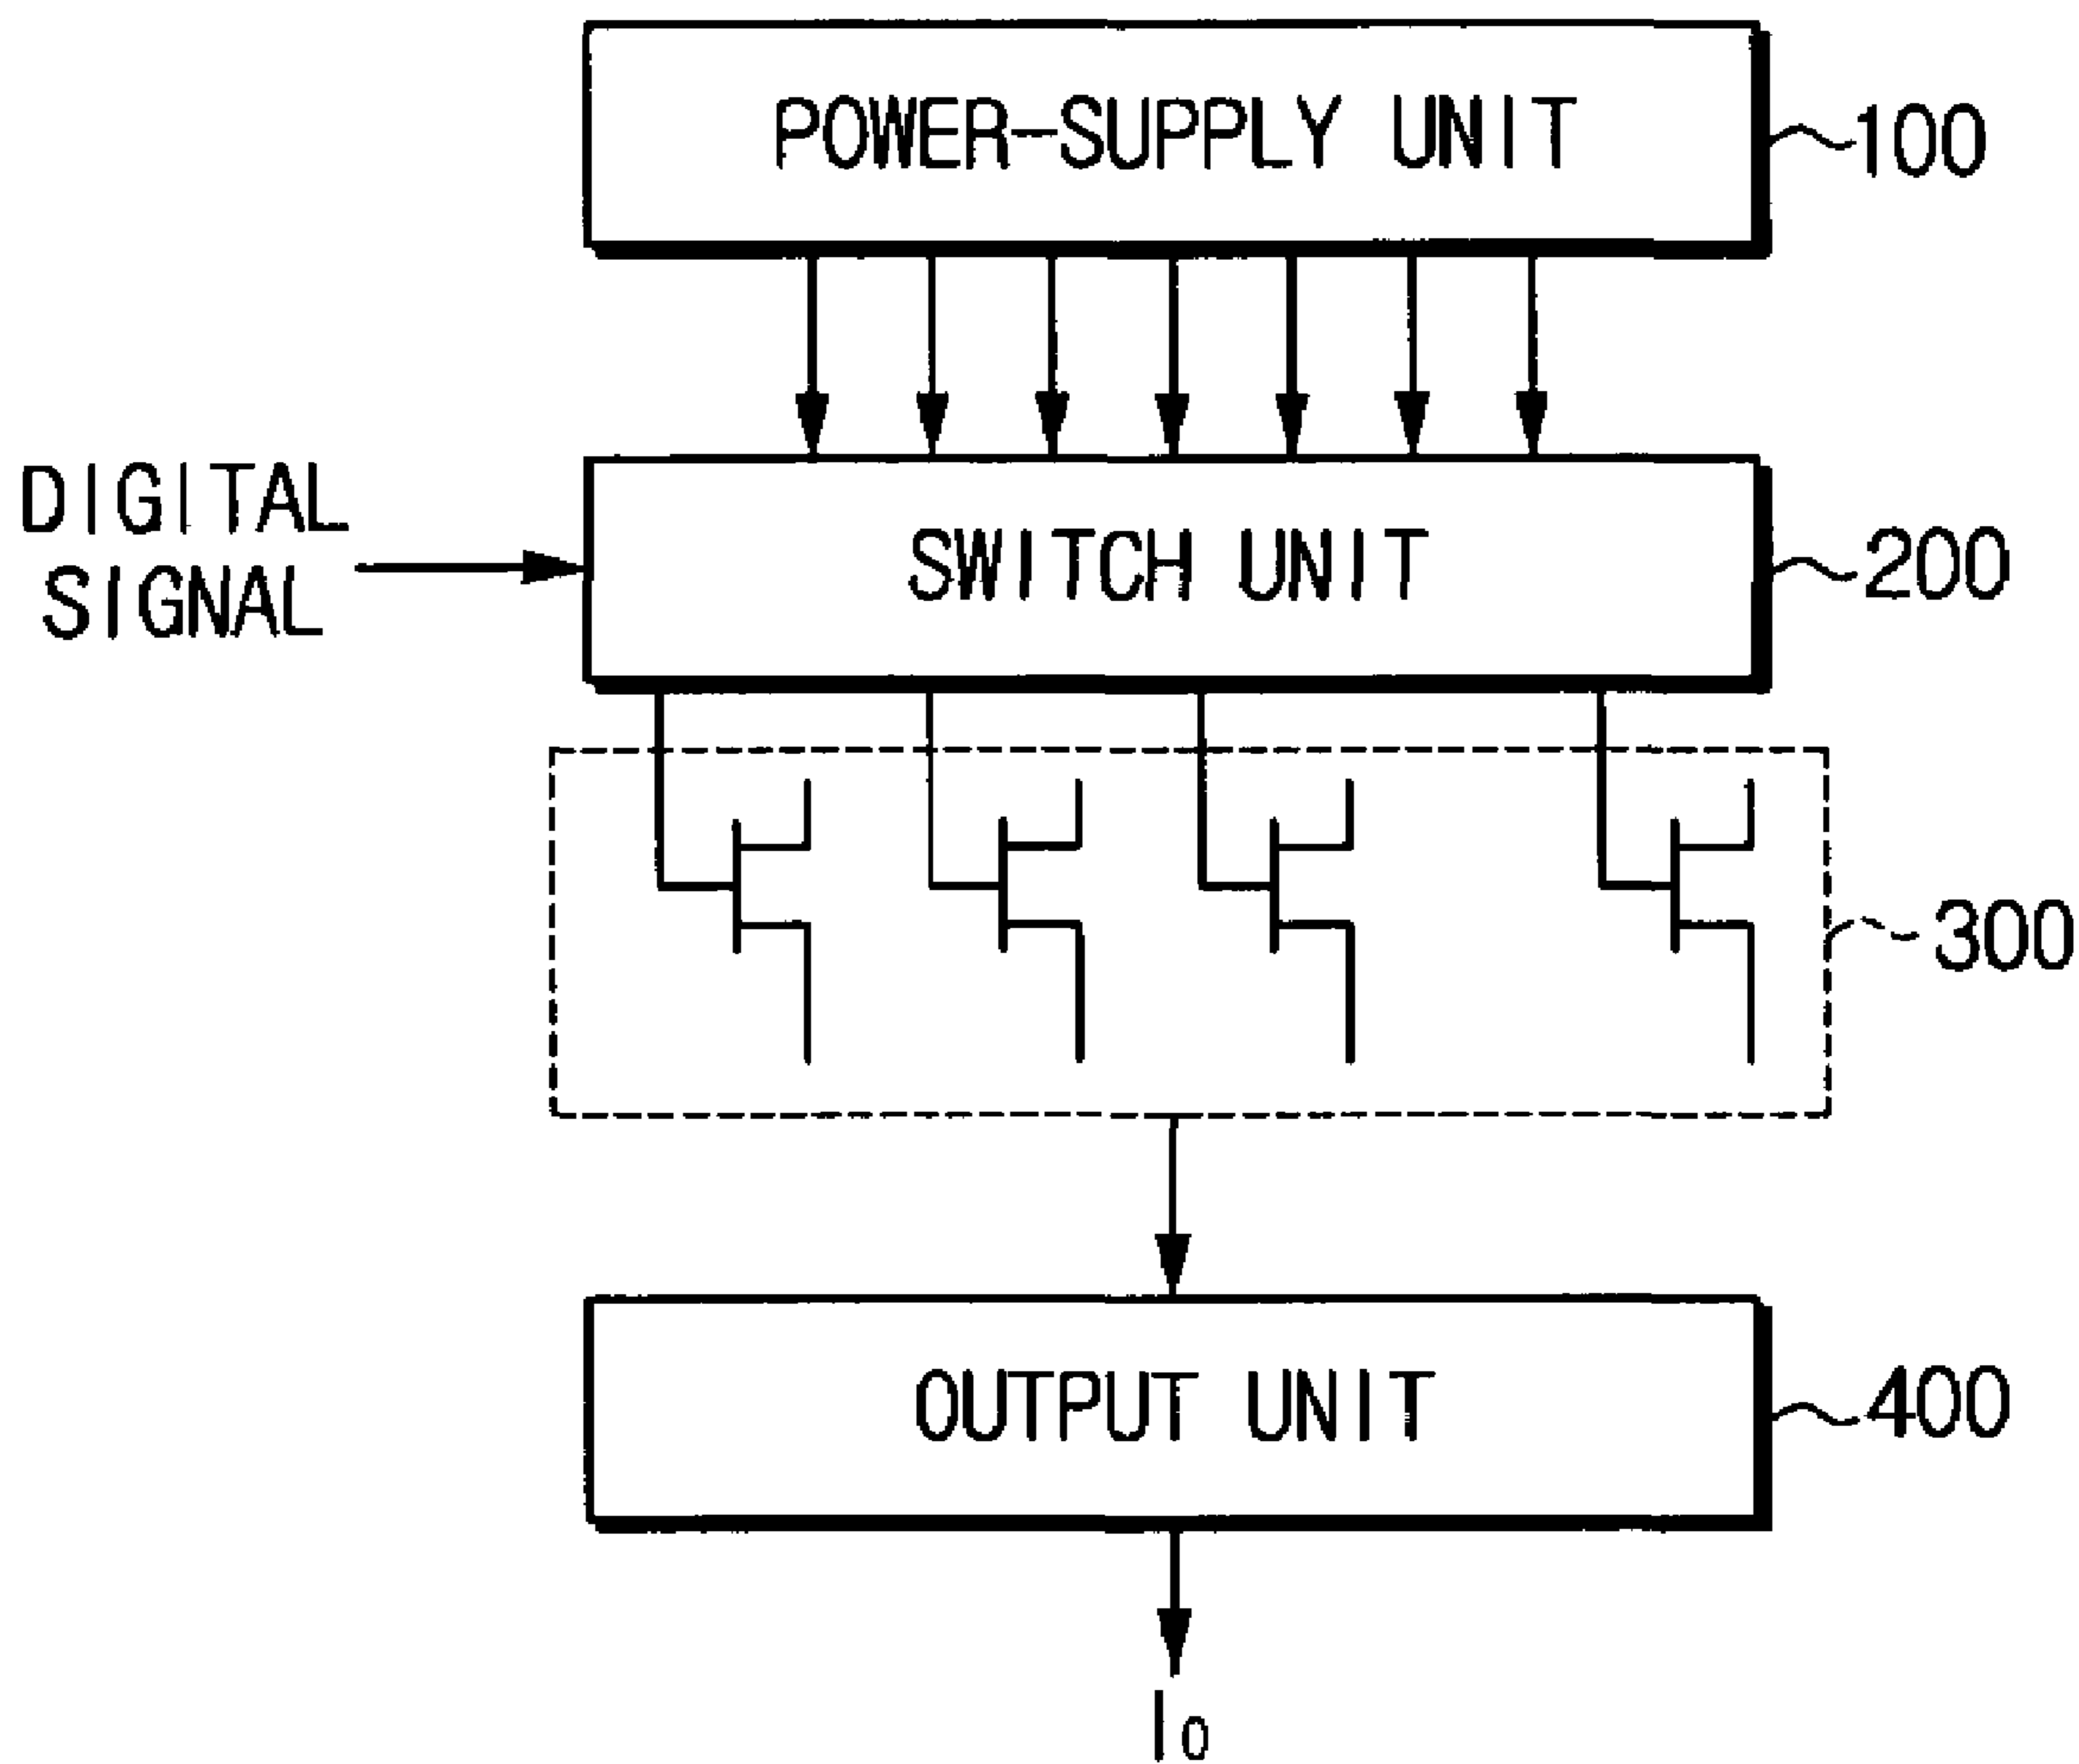 POWER-SUPPLY UNIT
100
DIGITAL
SIGNAL
SWITCH UNIT
200
300
OUTPUT UNIT
400
I0